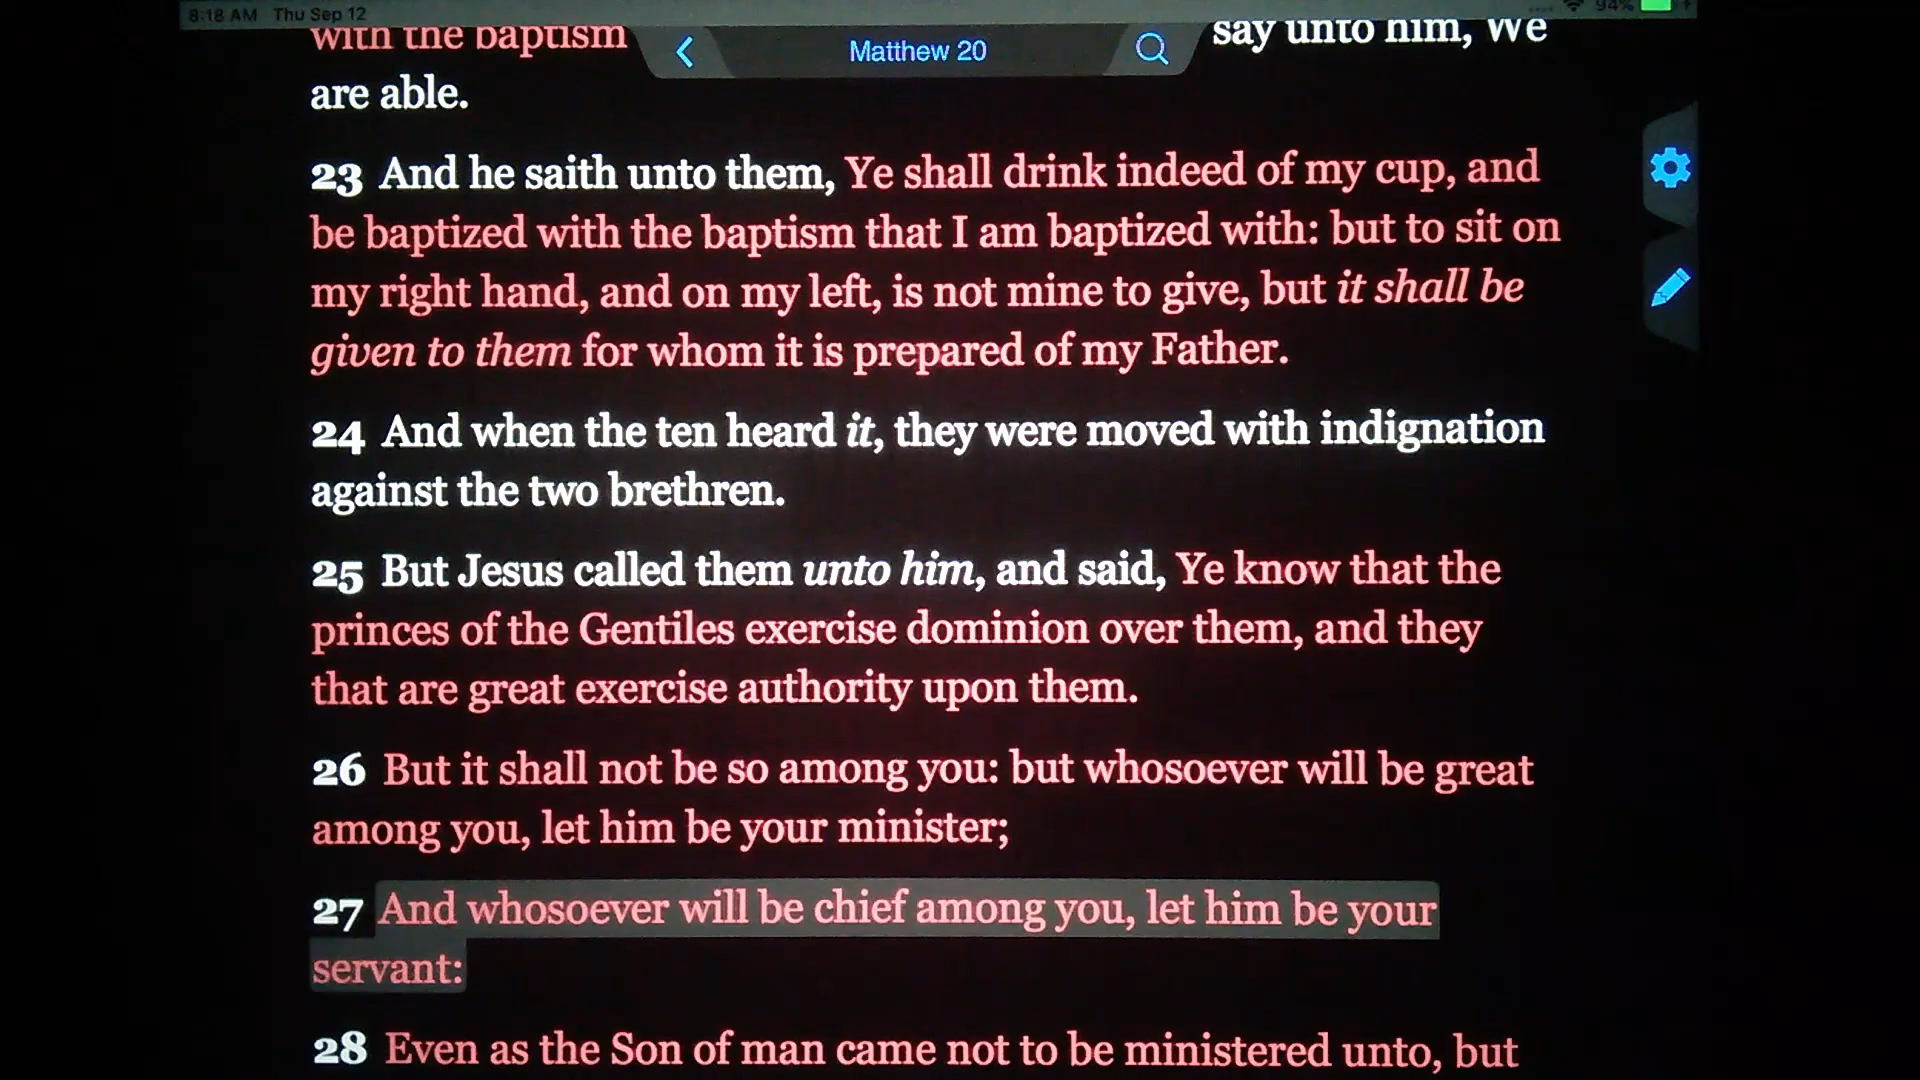 8:18 AM Thu Sep 12
94%
Matthew 20
with the baptism say unto him, We
are able.
23 And he saith unto them, Ye shall drink indeed of my cup, and
be baptized with the baptism that I am baptized with: but to sit on
my right hand, and on my left, is not mine to give, but it shall be
given to them for whom it is prepared of my Father.
24 And when the ten heard it, they were moved with indignation
against the two brethren.
25 But Jesus called them unto him, and said, Ye know that the
princes of the Gentiles exercise dominion over them, and they
that are great exercise authority upon them.
26 But it shall not be so among you: but whosoever will be great
among you, let him be your minister;
27 And whosoever will be chief among you, let him be your
servant:
28 Even as the Son of man came not to be ministered unto, but